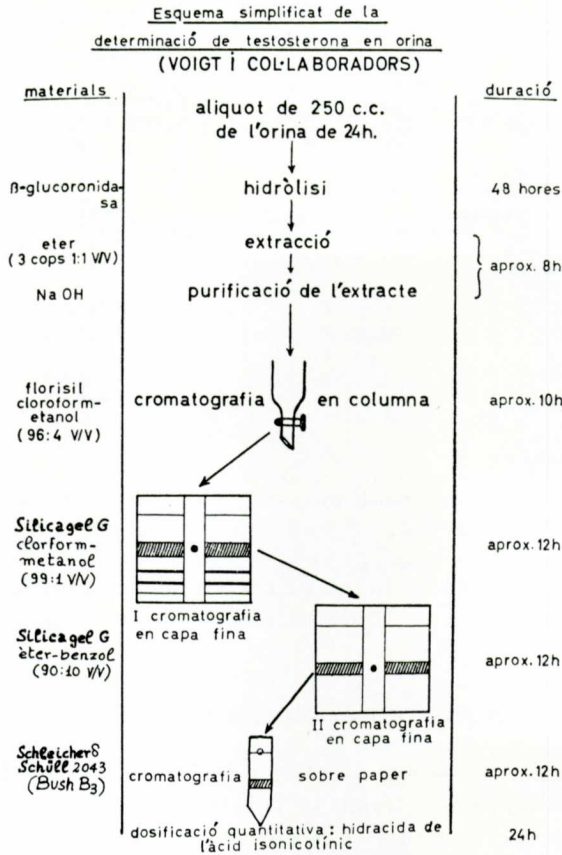 Esquema simplificat de la
determinació de testosterona en orina
(VOIGT i COL·LABORADORS)
materials
duració
aliquot de 250 c.c.
de l'orina de 24h.
ß-glucoronida-
sa
hidròlisi
48 hores
eter
(3 cops 1:1 V/V)
extracció
aprox. 8h
Na OH
purificació de l'extracte
florisil
cloroform-
etanol
(96:4 V/V)
cromatografia en columna
aprox. 10h
Silicagel G
clorform-
metanol
(99:1 V/V)
aprox. 12h
I cromatografia
en capa fina
Silicagel G
èter-benzol
(90:10 V/V)
aprox. 12h
II cromatografia
en capa fina
Schleicher &
Schüll 2043
(Bush B3)
cromatografia sobre paper
aprox. 12h
dosificació quantitativa: hidracida de
l'àcid isonicotínic
24h